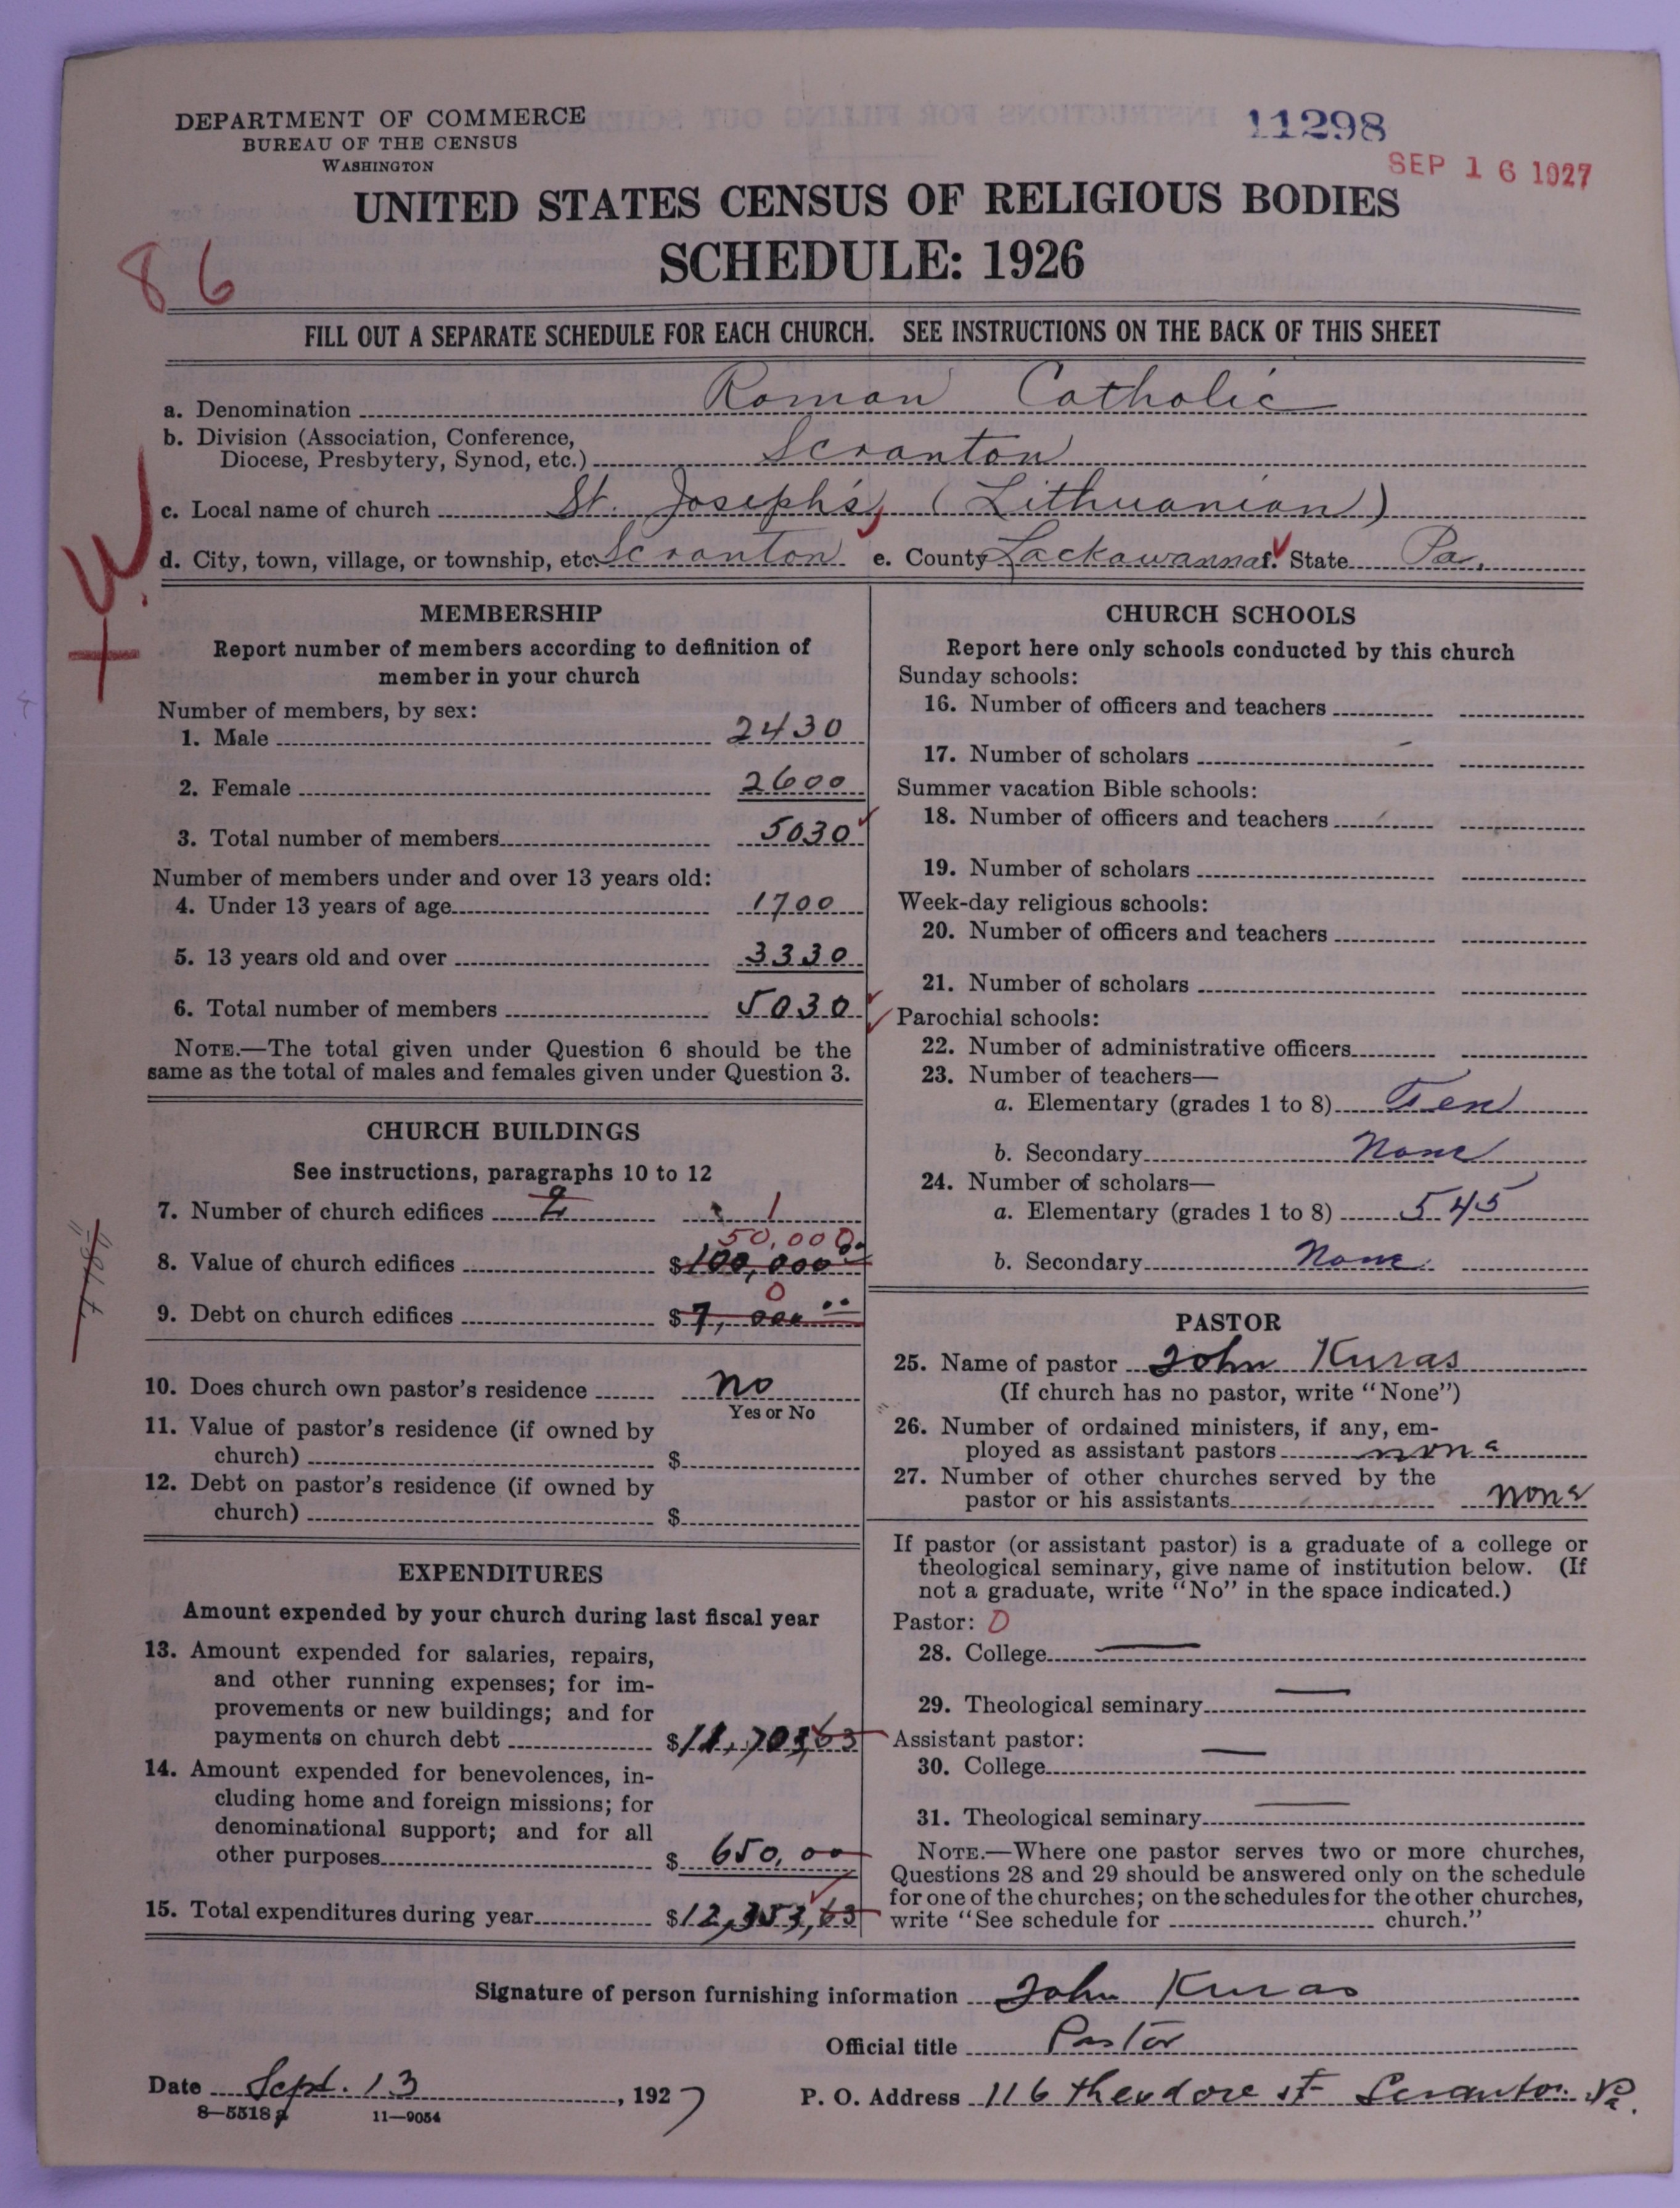 DEPARTMENT OF COMMERCE
BUREAU OF THE CENSUS
WASHINGTON
11298
SEP 16 1927
UNITED STATES CENSUS OF RELIGIOUS BODIES
SCHEDULE: 1926
86
FILL OUT A SEPARATE SCHEDULE FOR EACH CHURCH. SEE INSTRUCTIONS ON THE BACK OF THIS SHEET
a. Denomination Roman Catholic
b. Division (Association, Conference,
Diocese, Presbytery, Synod, etc.) Scranton
c. Local name of church St. Joseph's, (Lithuanian)
d. City, town, village, or township, etc. Scranton e. County Lackawanna f. State Pa.
MEMBERSHIP
Report number of members according to definition of
member in your church
Number of members, by sex:
1. Male 2430
2. Female 2600
3. Total number of members 5030
Number of members under and over 13 years old:
4. Under 13 years of age 1700
5. 13 years old and over 3330
6. Total number of members 5030
NOTE.—The total given under Question 6 should be the
same as the total of males and females given under Question 3.
CHURCH BUILDINGS
See instructions, paragraphs 10 to 12
7. Number of church edifices 2 1
50,000
8. Value of church edifices $100,000.00
0
9. Debt on church edifices $7,000.00
10. Does church own pastor's residence no
Yes or No
11. Value of pastor's residence (if owned by
church) $
12. Debt on pastor's residence (if owned by
church) $
EXPENDITURES
Amount expended by your church during last fiscal year
13. Amount expended for salaries, repairs,
and other running expenses; for im-
provements or new buildings; and for
payments on church debt $11,703,63
14. Amount expended for benevolences, in-
cluding home and foreign missions; for
denominational support; and for all
other purposes $ 650,00
15. Total expenditures during year $12,353,63
CHURCH SCHOOLS
Report here only schools conducted by this church
Sunday schools:
16. Number of officers and teachers
17. Number of scholars
Summer vacation Bible schools:
18. Number of officers and teachers
19. Number of scholars
Week-day religious schools:
20. Number of officers and teachers
21. Number of scholars
Parochial schools:
22. Number of administrative officers
23. Number of teachers—
a. Elementary (grades 1 to 8) Ten
b. Secondary None
24. Number of scholars—
a. Elementary (grades 1 to 8) 545
b. Secondary None
PASTOR
25. Name of pastor John Kuras
(If church has no pastor, write "None")
26. Number of ordained ministers, if any, em-
ployed as assistant pastors none
27. Number of other churches served by the
pastor or his assistants none
If pastor (or assistant pastor) is a graduate of a college or
theological seminary, give name of institution below. (If
not a graduate, write "No" in the space indicated.)
Pastor: O
28. College
29. Theological seminary
Assistant pastor:
30. College
31. Theological seminary
NOTE.—Where one pastor serves two or more churches,
Questions 28 and 29 should be answered only on the schedule
for one of the churches; on the schedules for the other churches,
write "See schedule for church."
Signature of person furnishing information John Kuras
Official title Pastor
Date Sept. 13, 1927 P. O. Address 116 Theodore st Scranton Pa.
8—5518a 11—9054